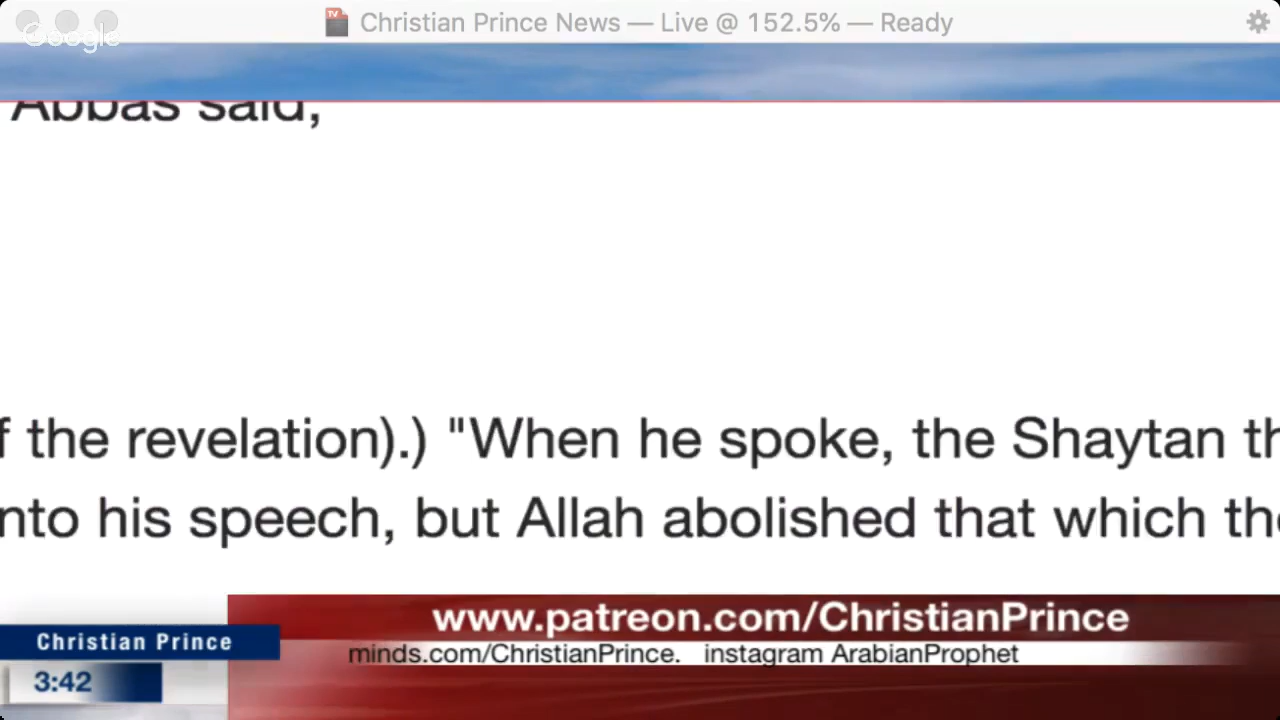 Christian Prince News — Live @ 152.5% — Ready
Google
Abbas said,
f the revelation).) "When he spoke, the Shaytan th
nto his speech, but Allah abolished that which the
www.patreon.com/ChristianPrince
Christian Prince
minds.com/ChristianPrince. instagram ArabianProphet
3:42